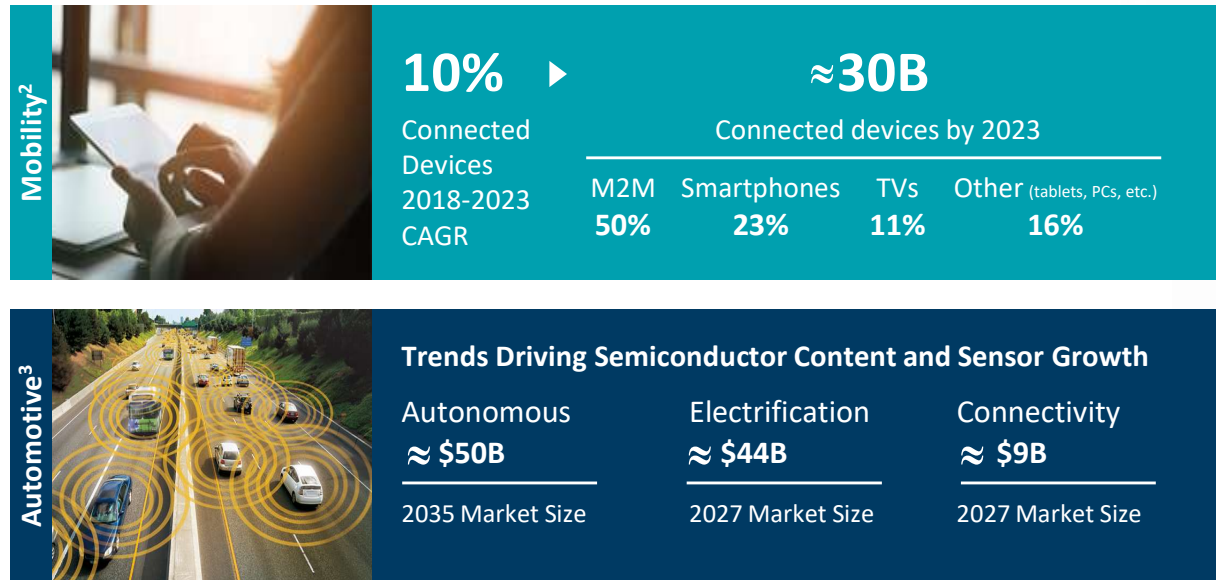 Mobility2
10%
≈30B
Connected
Devices
2018-2023
CAGR
Connected devices by 2023
M2M Smartphones TVs Other (tablets, PCs, etc.)
50% 23% 11% 16%
Automotive3
Trends Driving Semiconductor Content and Sensor Growth
Autonomous Electrification Connectivity
≈ $50B ≈ $44B ≈ $9B
2035 Market Size 2027 Market Size 2027 Market Size